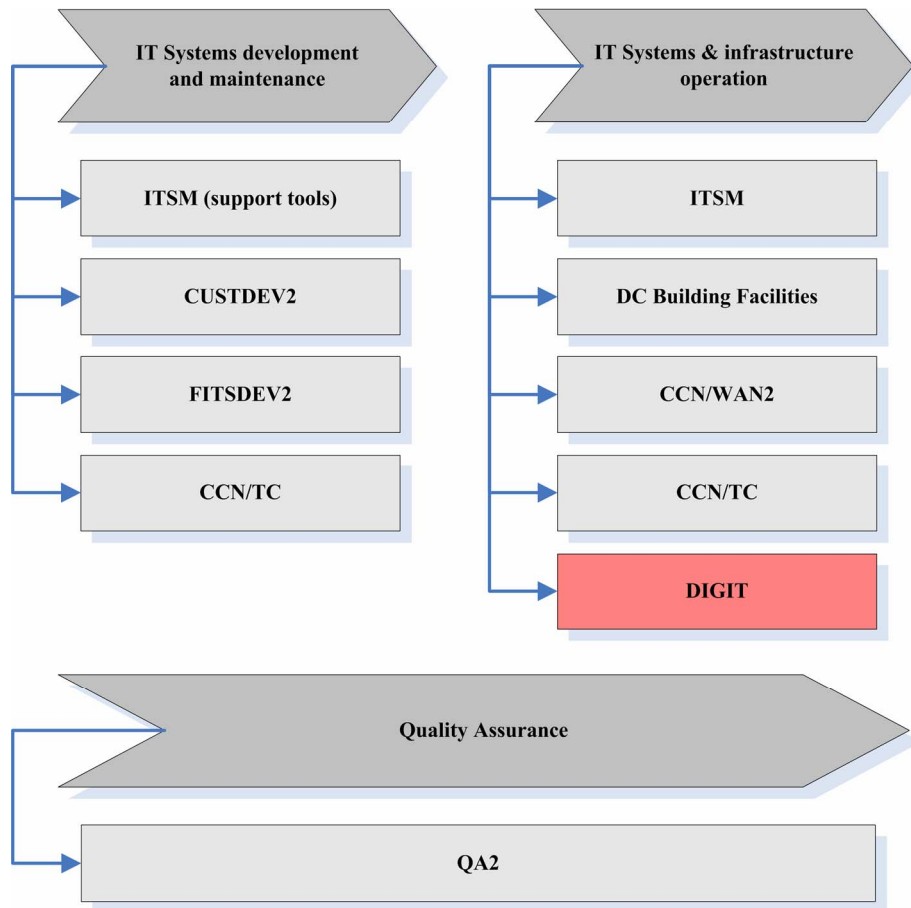 IT Systems development
and maintenance
ITSM (support tools)
CUSTDEV2
FITSDEV2
CCN/TC
IT Systems & infrastructure
operation
ITSM
DC Building Facilities
CCN/WAN2
CCN/TC
DIGIT
Quality Assurance
QA2